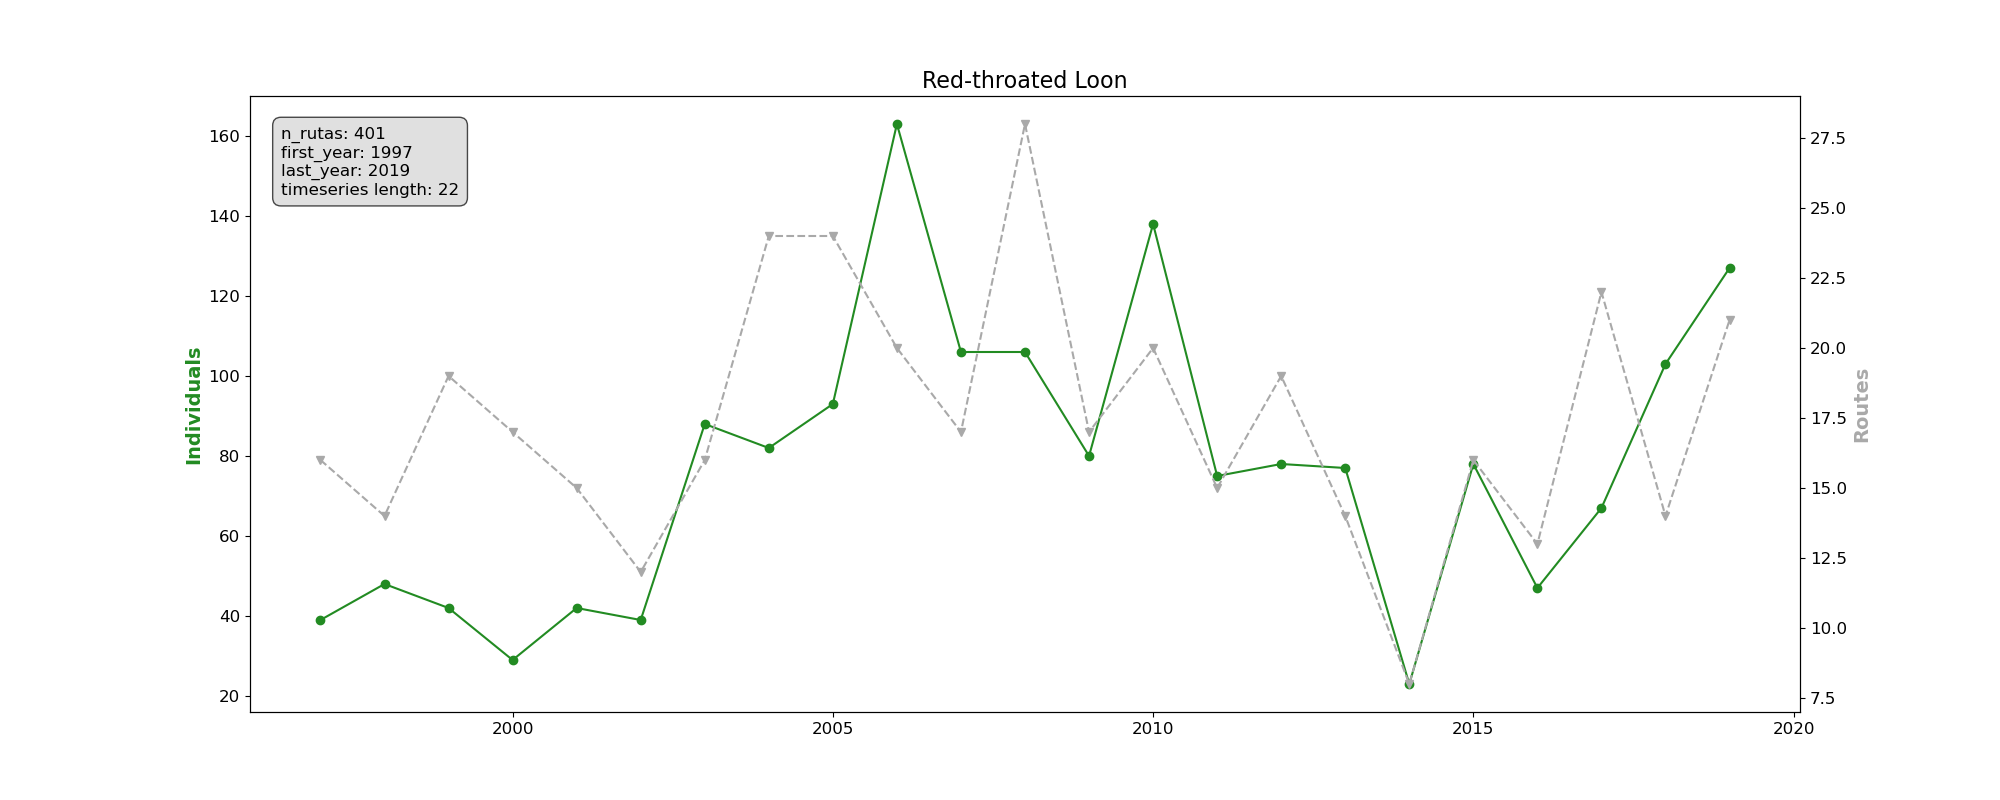 Red-throated Loon
n_rutas: 401
first_year: 1997
last_year: 2019
timeseries length: 22
160
140
120
100
80
60
40
20
Individuals
27.5
25.0
22.5
20.0
17.5
15.0
12.5
10.0
7.5
Routes
2000 2005 2010 2015 2020